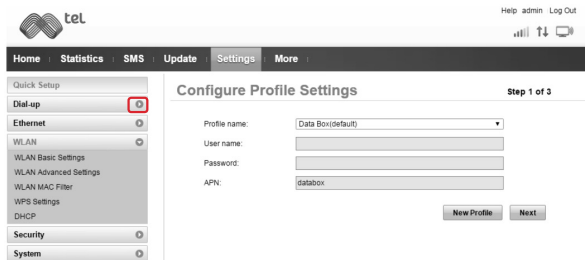 Help admin Log Out
tel
Home Statistics SMS Update Settings More
Quick Setup
Dial-up
Ethernet
WLAN
WLAN Basic Settings
WLAN Advanced Settings
WLAN MAC Filter
WPS Settings
DHCP
Security
System
Configure Profile Settings
Step 1 of 3
Profile name: Data Box(default)
User name:
Password:
APN: databox
New Profile Next